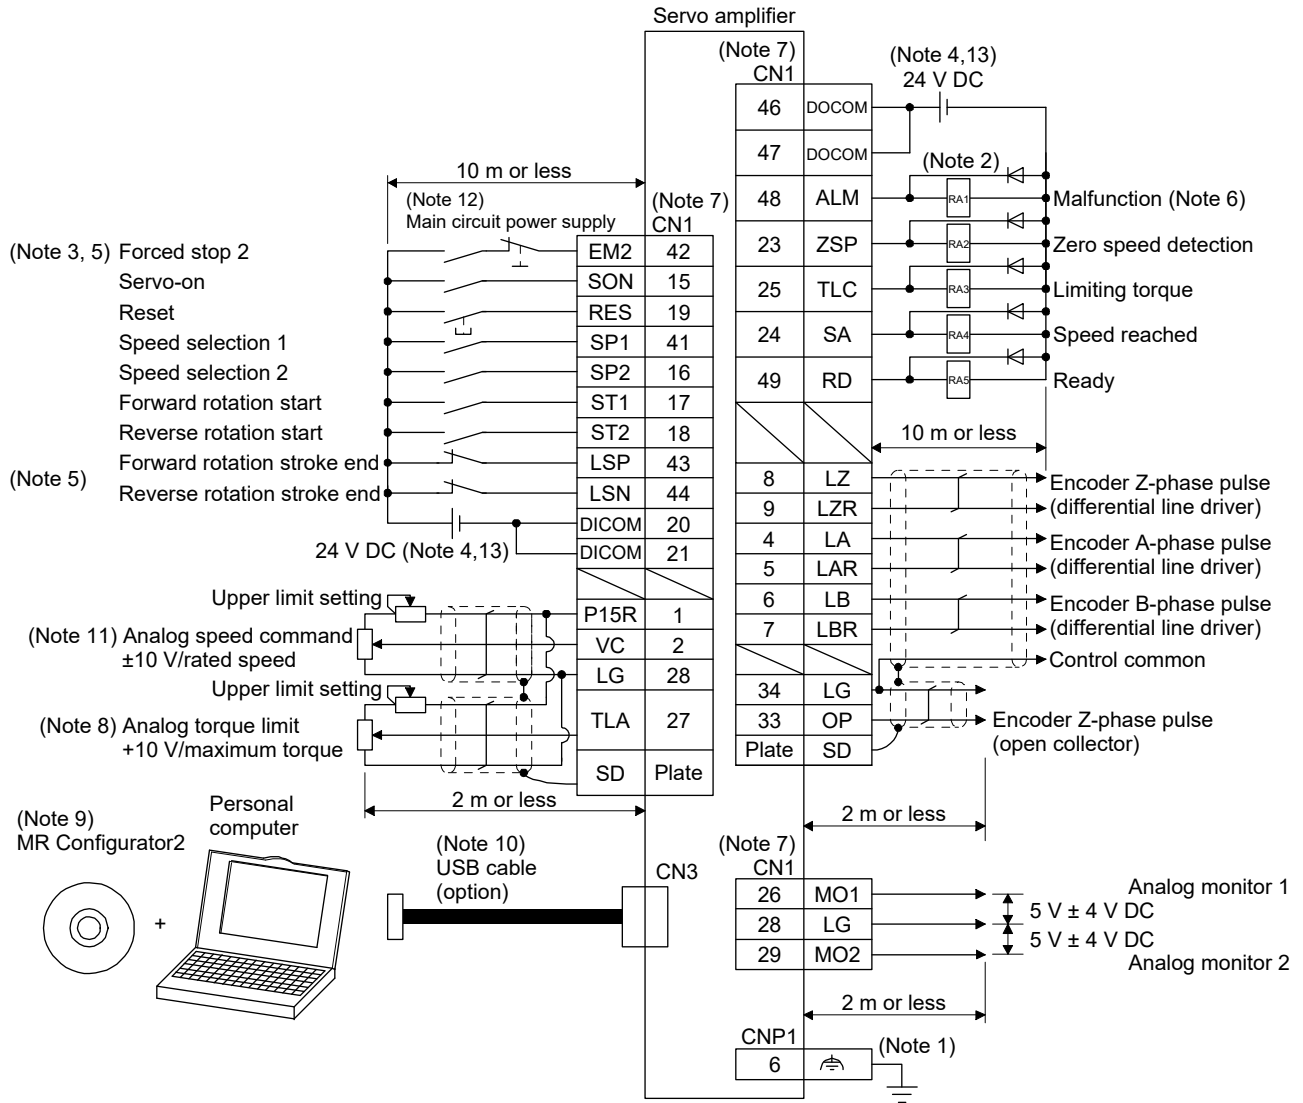 Servo amplifier
(Note 7)
CN1
(Note 4,13)
24 V DC
46 DOCOM
47 DOCOM
(Note 2)
48 ALM RA1 Malfunction (Note 6)
23 ZSP RA2 Zero speed detection
25 TLC RA3 Limiting torque
24 SA RA4 Speed reached
49 RD RA5 Ready
10 m or less
8 LZ
9 LZR
Encoder Z-phase pulse
(differential line driver)
4 LA
5 LAR
Encoder A-phase pulse
(differential line driver)
6 LB
7 LBR
Encoder B-phase pulse
(differential line driver)
Control common
34 LG
33 OP
Encoder Z-phase pulse
(open collector)
Plate SD
2 m or less
10 m or less
(Note 12)
Main circuit power supply
(Note 7)
CN1
(Note 3, 5) Forced stop 2 EM2 42
Servo-on SON 15
Reset RES 19
Speed selection 1 SP1 41
Speed selection 2 SP2 16
Forward rotation start ST1 17
Reverse rotation start ST2 18
(Note 5)
Forward rotation stroke end LSP 43
Reverse rotation stroke end LSN 44
DICOM 20
24 V DC (Note 4,13) DICOM 21
Upper limit setting P15R 1
(Note 11) Analog speed command
±10 V/rated speed
VC 2
LG 28
Upper limit setting
(Note 8) Analog torque limit
+10 V/maximum torque
TLA 27
SD Plate
2 m or less
(Note 9)
MR Configurator2
+
Personal
computer
(Note 10)
USB cable
(option)
CN3
(Note 7)
CN1
26 MO1 Analog monitor 1
5 V ± 4 V DC
28 LG
5 V ± 4 V DC
29 MO2 Analog monitor 2
2 m or less
CNP1
6 (Note 1)